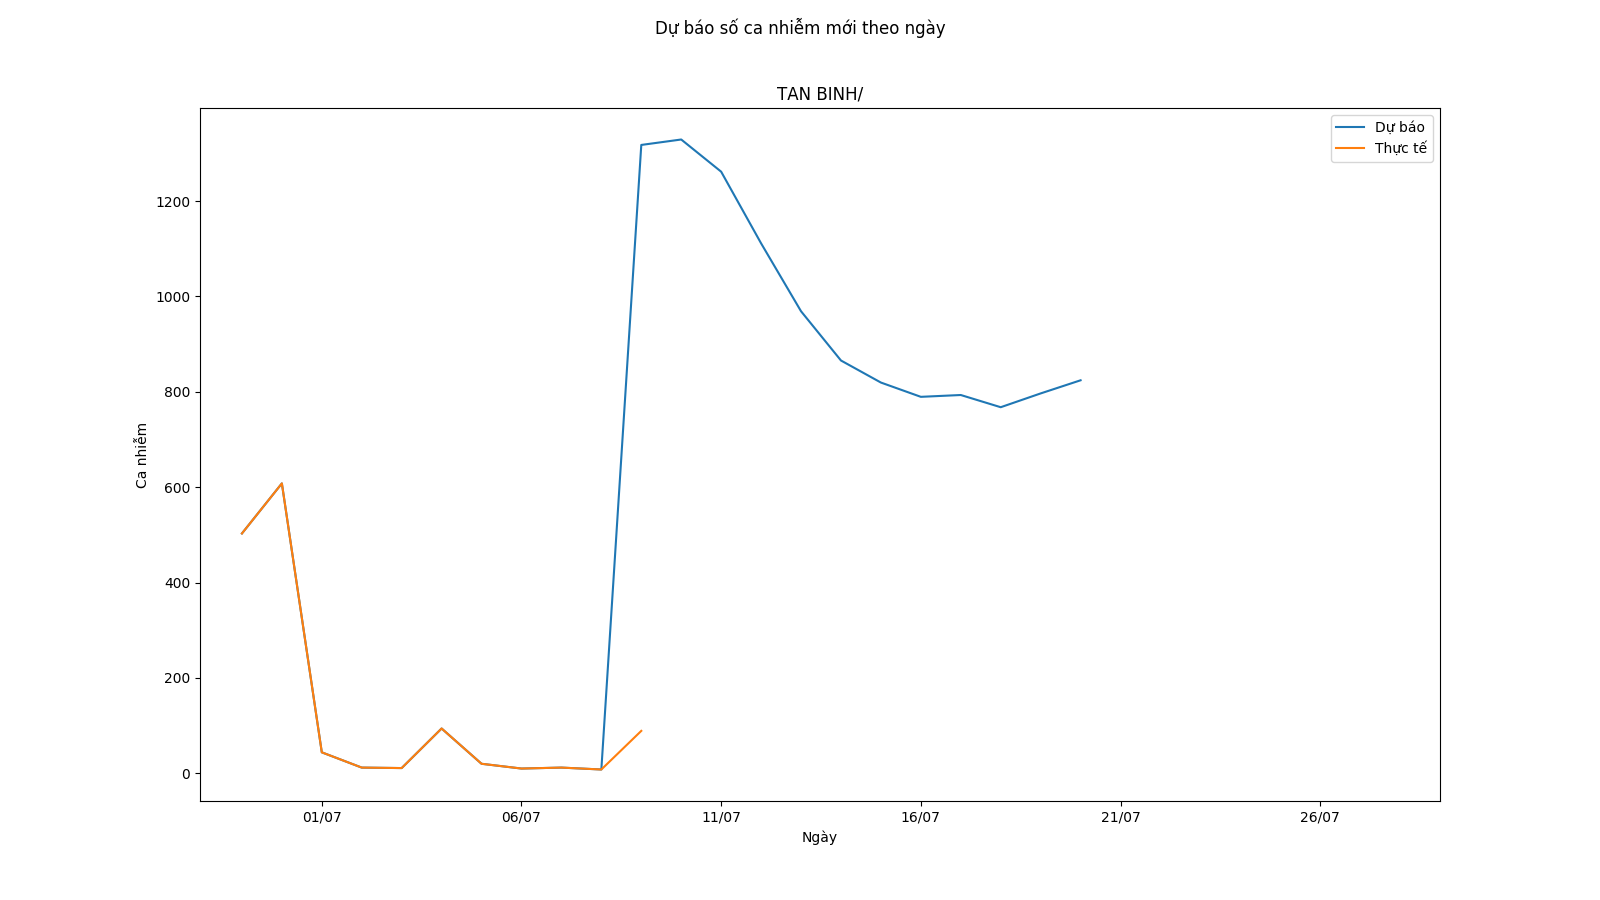 Dự báo số ca nhiễm mới theo ngày
TAN BINH/
Dự báo
Thực tế
1200
1000
800
600
400
200
0
Ca nhiễm
01/07
06/07
11/07
16/07
21/07
26/07
Ngày